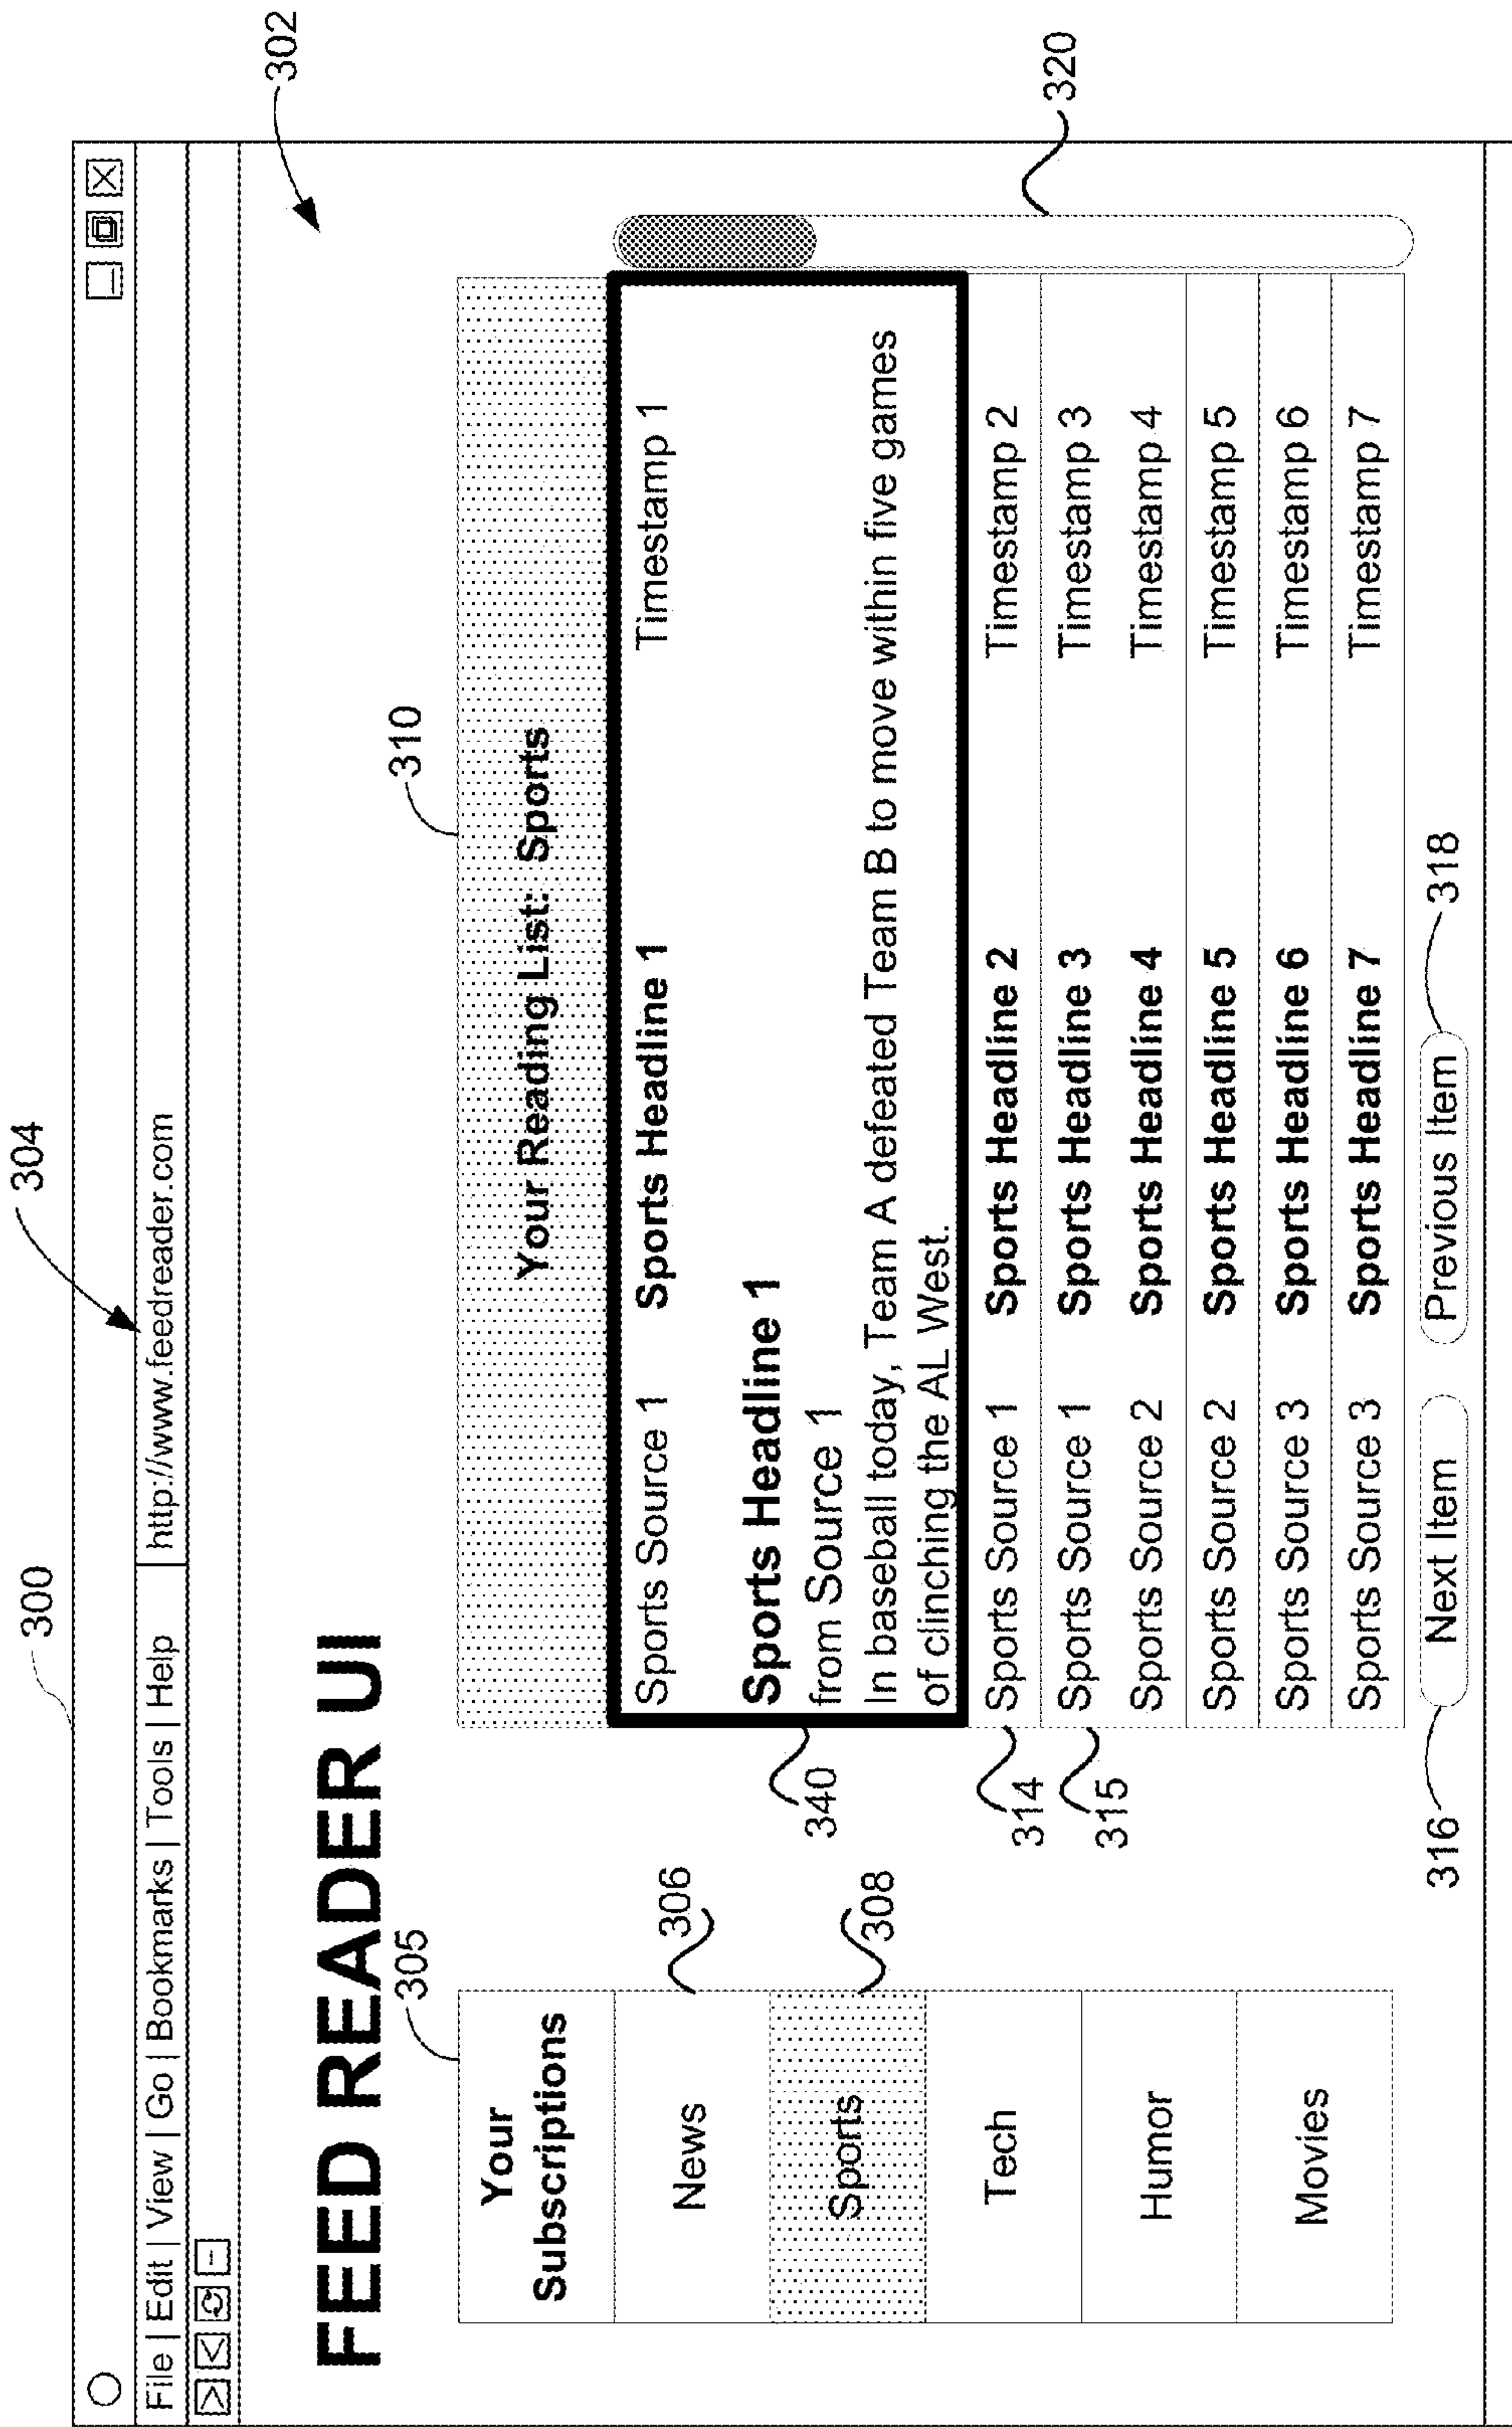 300
304
302
File | Edit | View | Go | Bookmarks | Tools | Help
http://www.feedreader.com
FEED READER UI
305
310
Your
Subscriptions
News
306
Sports
308
Tech
Humor
Movies
Your Reading List: Sports
320
Sports Source 1 Sports Headline 1 Timestamp 1
Sports Headline 1
from Source 1
In baseball today, Team A defeated Team B to move within five games
of clinching the AL West.
340
Sports Source 1 Sports Headline 2 Timestamp 2
314
Sports Source 1 Sports Headline 3 Timestamp 3
315
Sports Source 2 Sports Headline 4 Timestamp 4
Sports Source 2 Sports Headline 5 Timestamp 5
Sports Source 3 Sports Headline 6 Timestamp 6
Sports Source 3 Sports Headline 7 Timestamp 7
316
Next Item
Previous Item
318